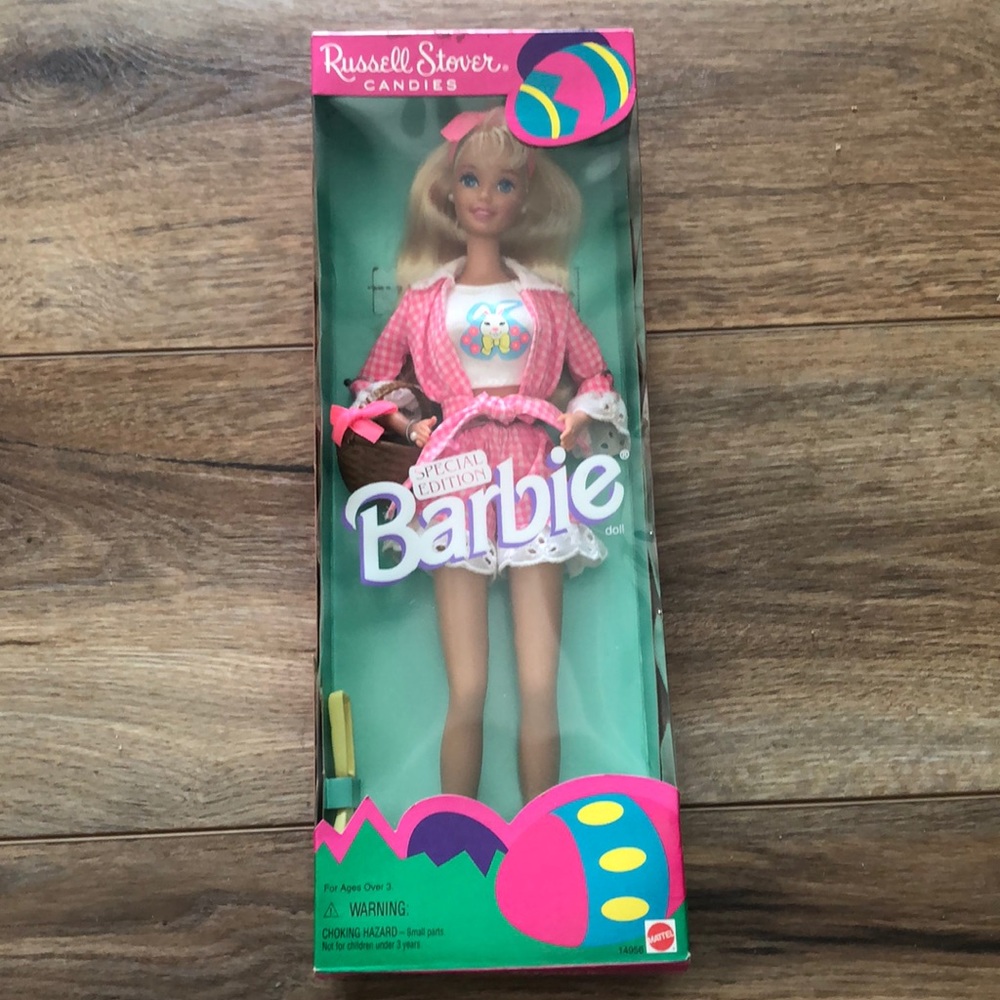 Russell Stover®
CANDIES
SPECIAL
EDITION
Barbie®
doll
For Ages Over 3.
⚠ WARNING:
CHOKING HAZARD – Small parts.
Not for children under 3 years.
14956
MATTEL